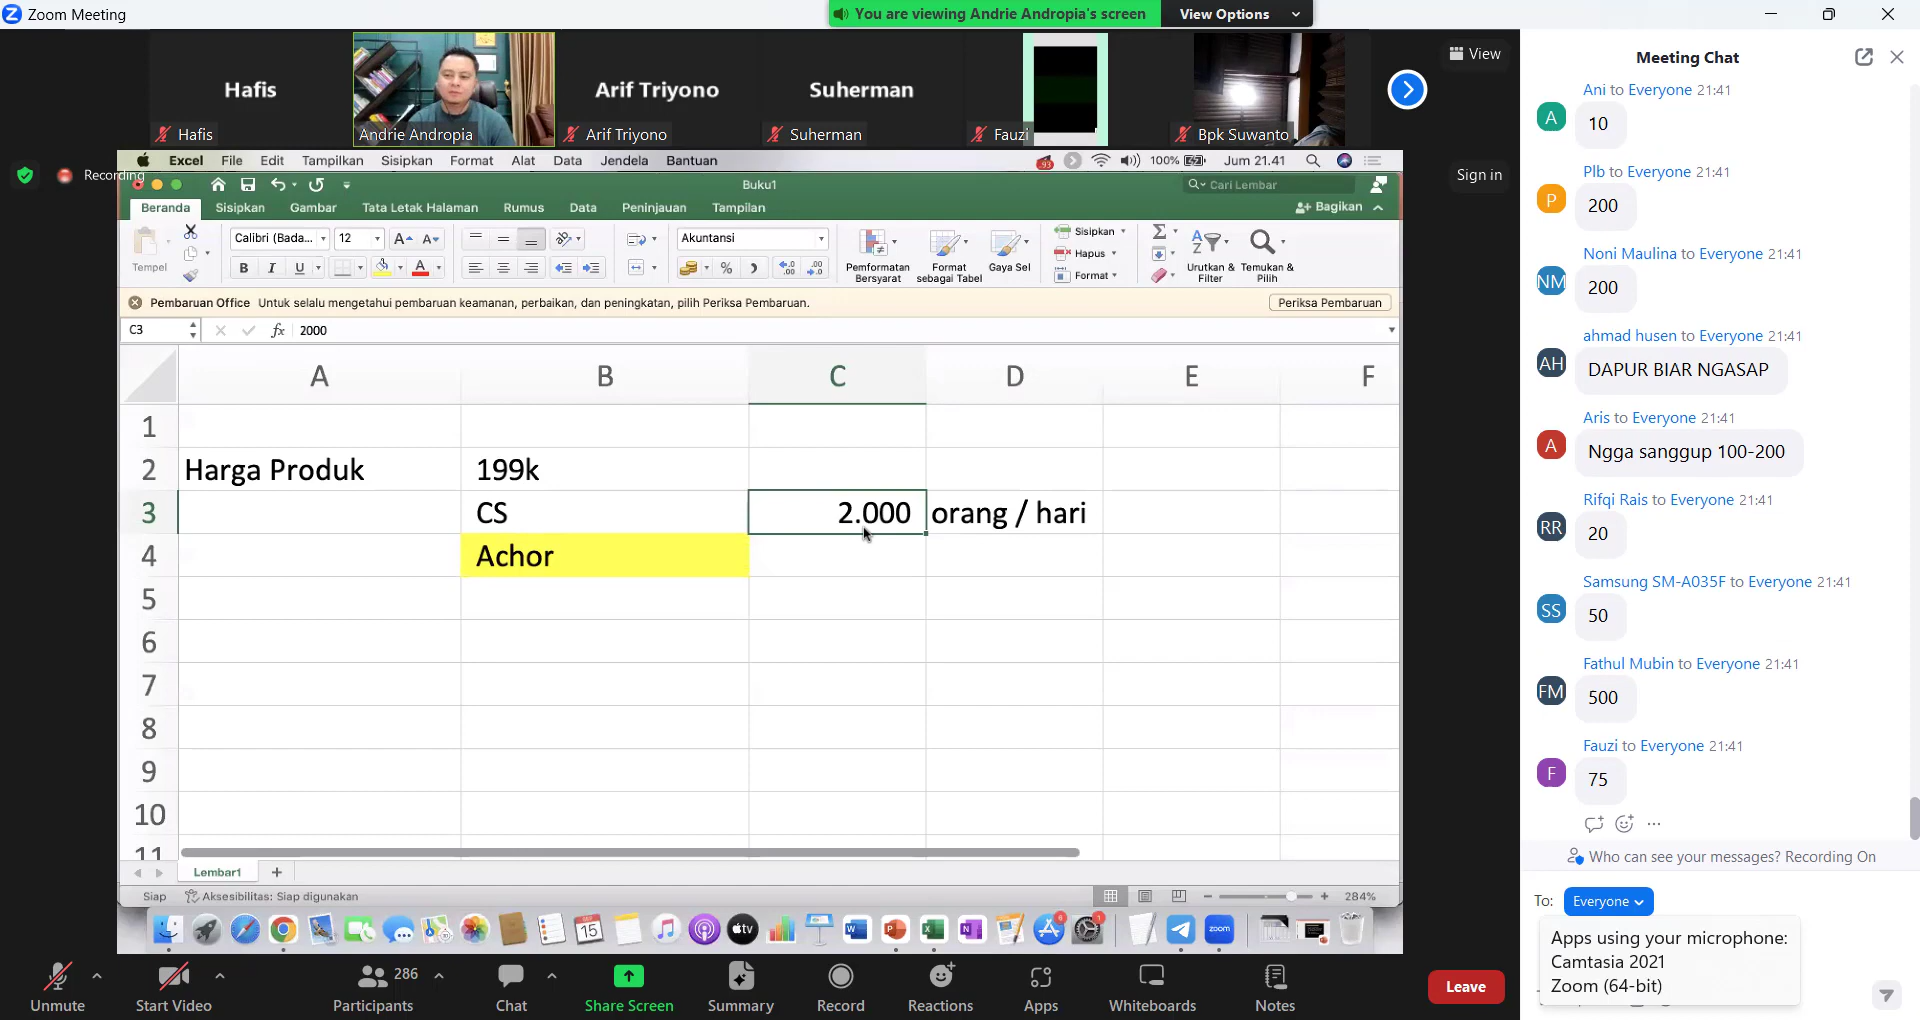 Zoom Meeting
You are viewing Andrie Andropia's screen
View Options
Hafis
Hafis
Andrie Andropia
Arif Triyono
Arif Triyono
Suherman
Suherman
Fauzi
Bpk Suwanto
View
Recording
Sign in
Excel File Edit Tampilkan Sisipkan Format Alat Data Jendela Bantuan
100% Jum 21.41
Buku1
Cari Lembar
Beranda Sisipkan Gambar Tata Letak Halaman Rumus Data Peninjauan Tampilan
Bagikan
Tempel
Calibri (Bada... 12
B I U
Akuntansi
Pemformatan Bersyarat
Format sebagai Tabel
Gaya Sel
Sisipkan
Hapus
Format
Urutkan & Filter
Temukan & Pilih
Pembaruan Office Untuk selalu mengetahui pembaruan keamanan, perbaikan, dan peningkatan, pilih Periksa Pembaruan.
Periksa Pembaruan
C3 fx 2000
A B C D E F
1
2 Harga Produk 199k
3 CS 2.000 orang / hari
4 Achor
5
6
7
8
9
10
11
Lembar1
Siap Aksesibilitas: Siap digunakan
284%
Unmute
Start Video
286
Participants
Chat
Share Screen
Summary
Record
Reactions
Apps
Whiteboards
Notes
Leave
Meeting Chat
Ani to Everyone 21:41
A
10
Plb to Everyone 21:41
P
200
Noni Maulina to Everyone 21:41
NM
200
ahmad husen to Everyone 21:41
AH
DAPUR BIAR NGASAP
Aris to Everyone 21:41
A
Ngga sanggup 100-200
Rifqi Rais to Everyone 21:41
RR
20
Samsung SM-A035F to Everyone 21:41
SS
50
Fathul Mubin to Everyone 21:41
FM
500
Fauzi to Everyone 21:41
F
75
Who can see your messages? Recording On
To: Everyone
Apps using your microphone:
Camtasia 2021
Zoom (64-bit)